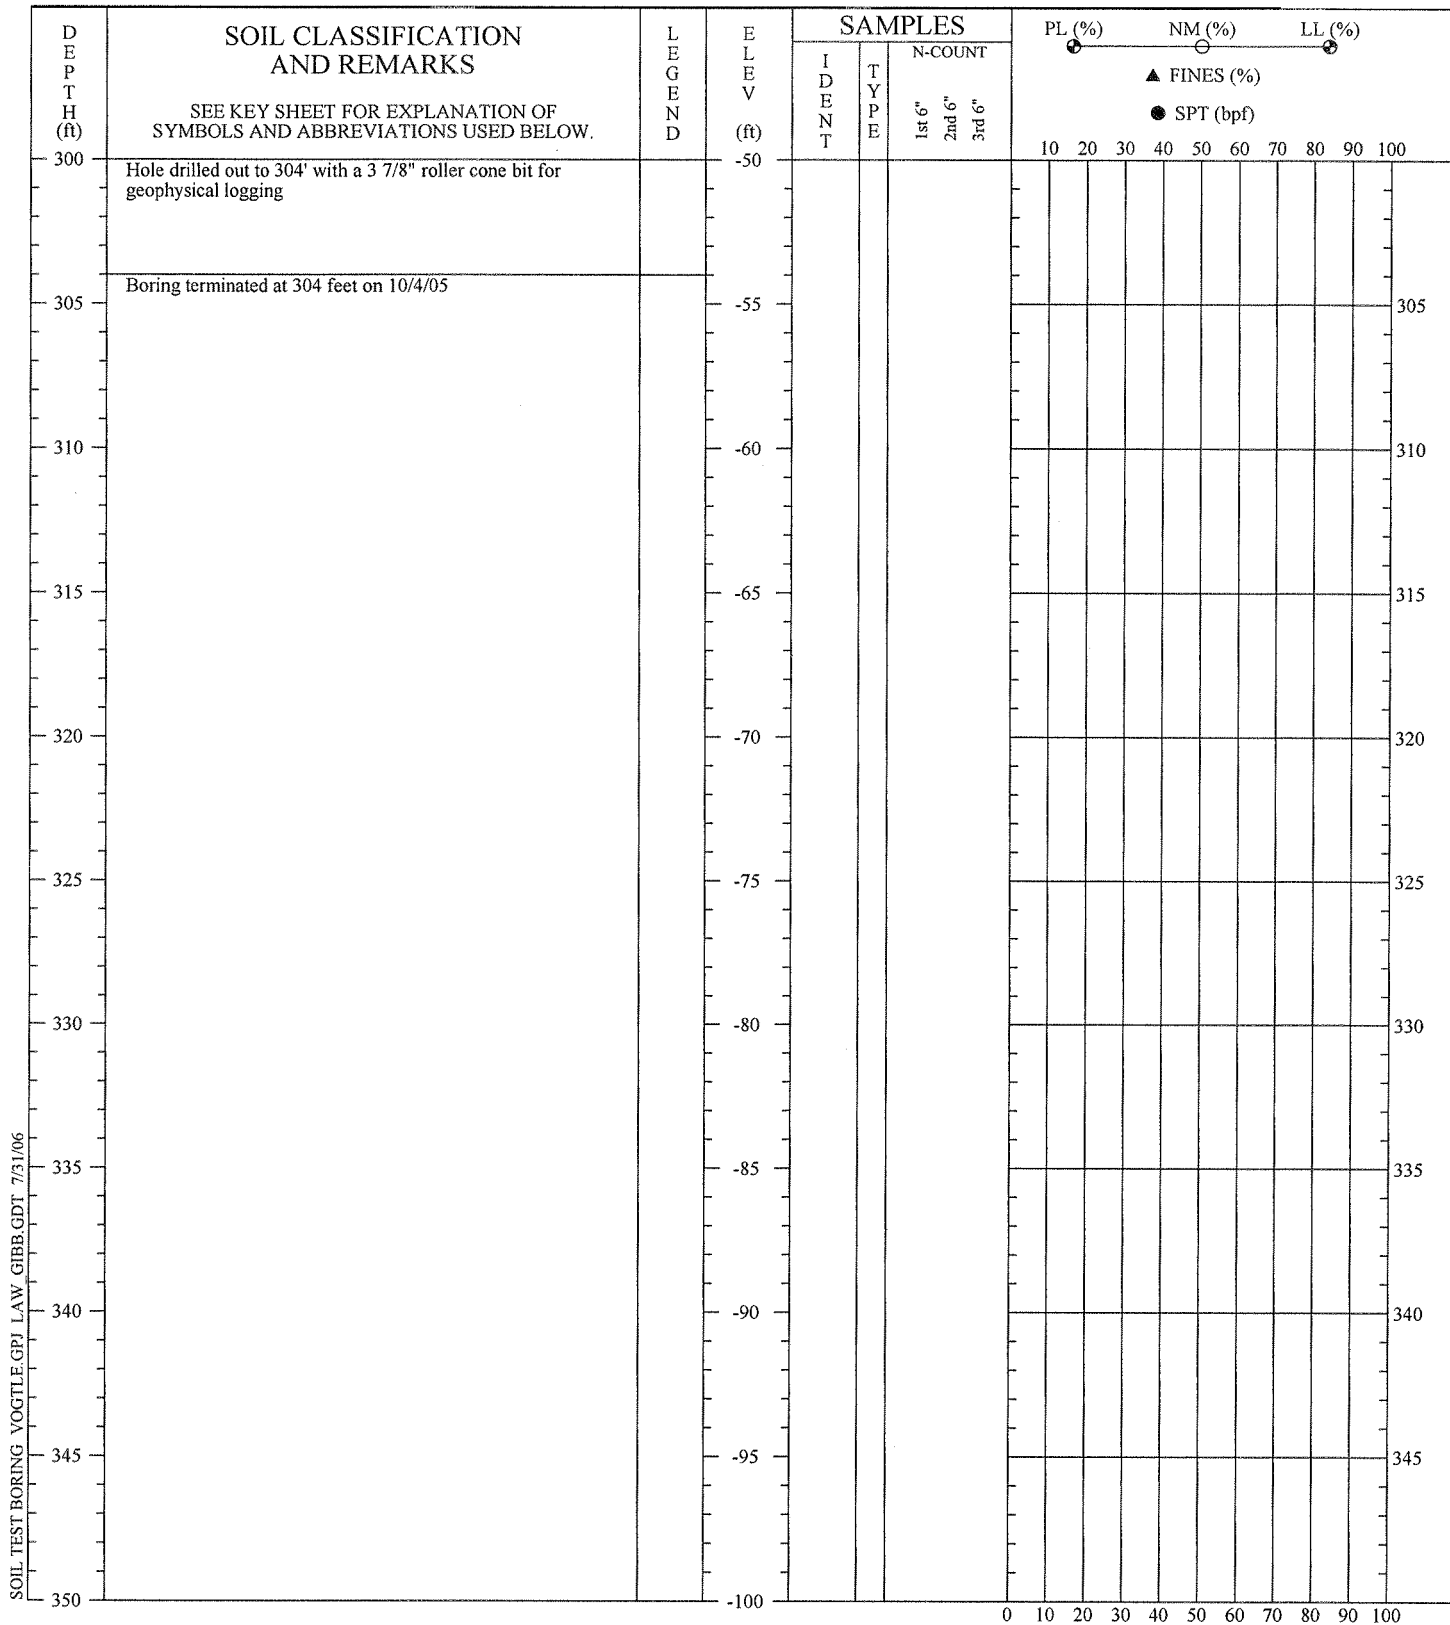 DEPTH (ft)
SOIL CLASSIFICATION
AND REMARKS
SEE KEY SHEET FOR EXPLANATION OF
SYMBOLS AND ABBREVIATIONS USED BELOW.
LEGEND
ELEV (ft)
SAMPLES
IDENT
TYPE
N-COUNT
1st 6"
2nd 6"
3rd 6"
PL (%) NM (%) LL (%)
▲ FINES (%)
● SPT (bpf)
10 20 30 40 50 60 70 80 90 100
300 -50
Hole drilled out to 304' with a 3 7/8" roller cone bit for
geophysical logging
Boring terminated at 304 feet on 10/4/05
305 -55 305
310 -60 310
315 -65 315
320 -70 320
325 -75 325
330 -80 330
335 -85 335
340 -90 340
345 -95 345
350 -100
0 10 20 30 40 50 60 70 80 90 100
SOIL TEST BORING VOGTLE.GPJ LAW_GIBB.GDT 7/31/06